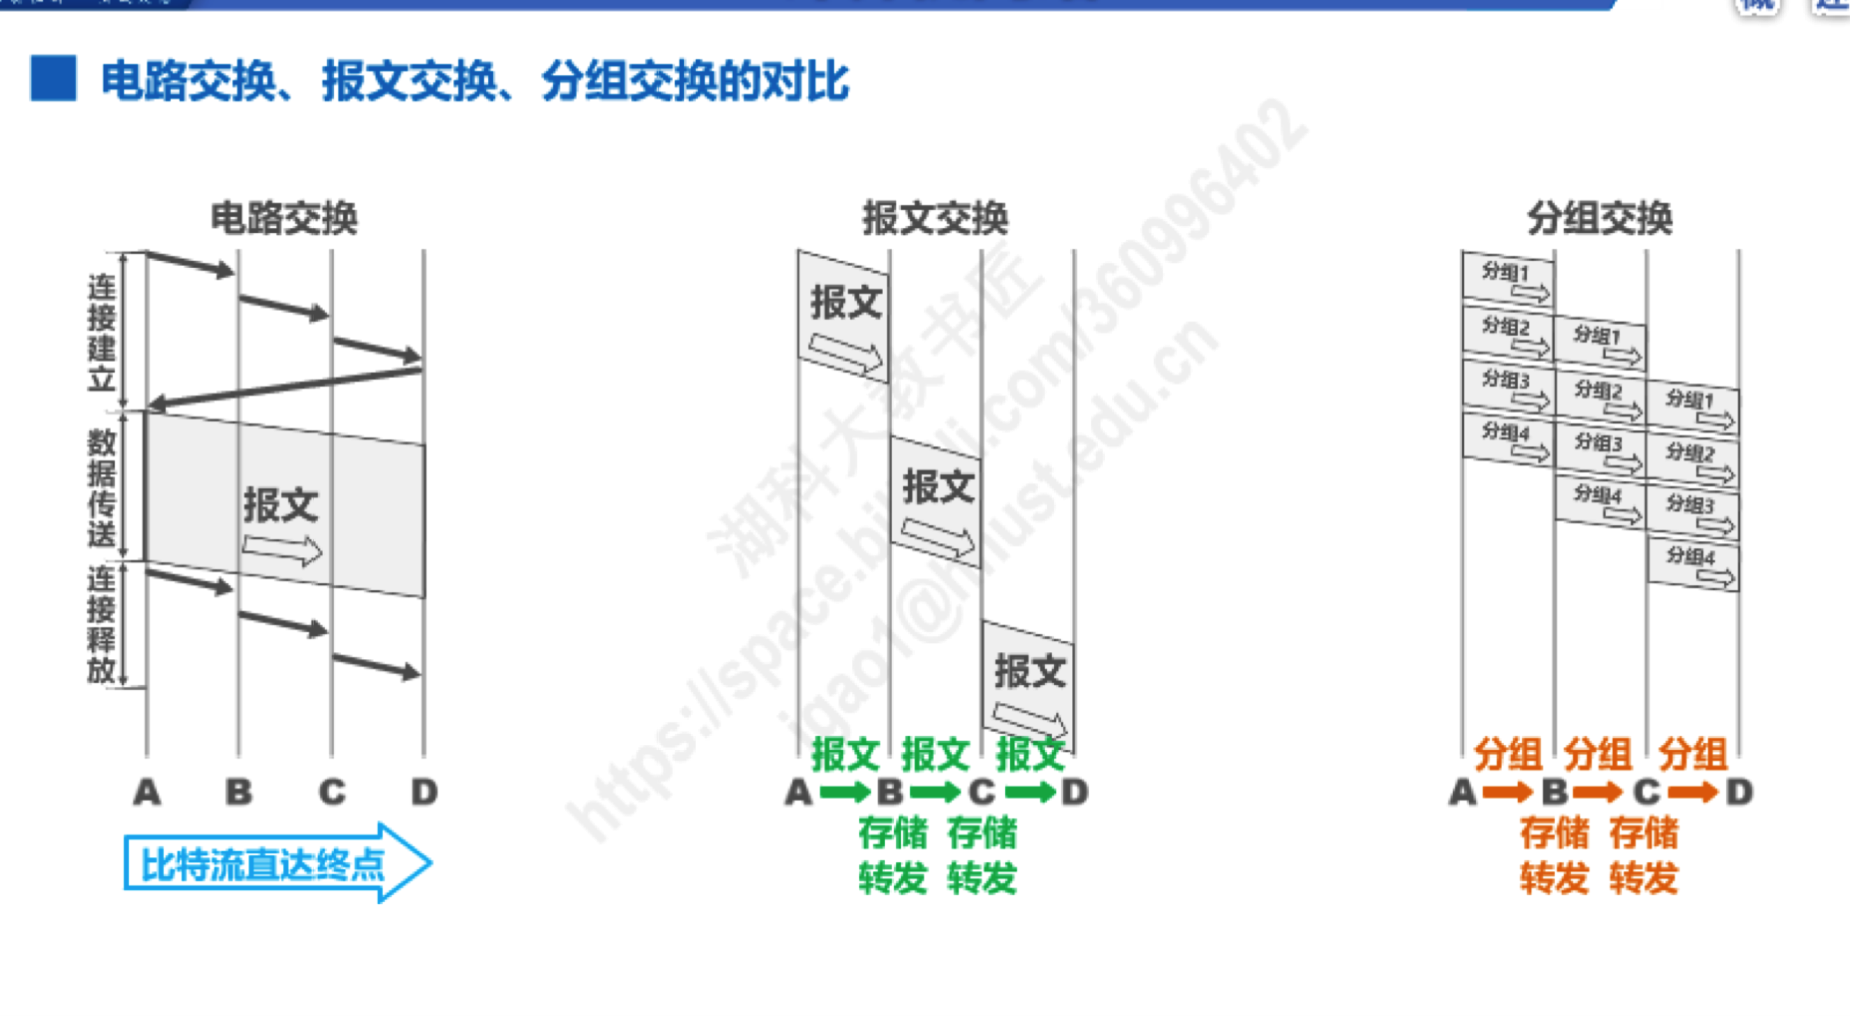 概 述
电路交换、报文交换、分组交换的对比
电路交换
连接建立
数据传送
连接释放
报文
A B C D
比特流直达终点
报文交换
报文
报文
报文
报文 报文 报文
A B C D
存储 存储
转发 转发
分组交换
分组1
分组2 分组1
分组3 分组2 分组1
分组4 分组3 分组2
分组4 分组3
分组4
分组 分组 分组
A B C D
存储 存储
转发 转发
湖科大教书匠
https://space.bilibili.com/360996402